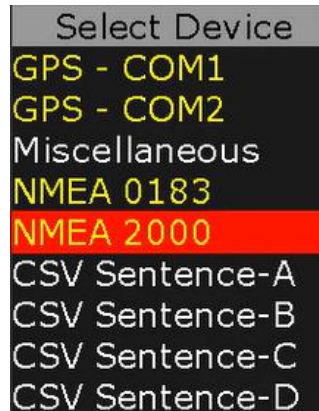 Select Device
GPS - COM1
GPS - COM2
Miscellaneous
NMEA 0183
NMEA 2000
CSV Sentence-A
CSV Sentence-B
CSV Sentence-C
CSV Sentence-D